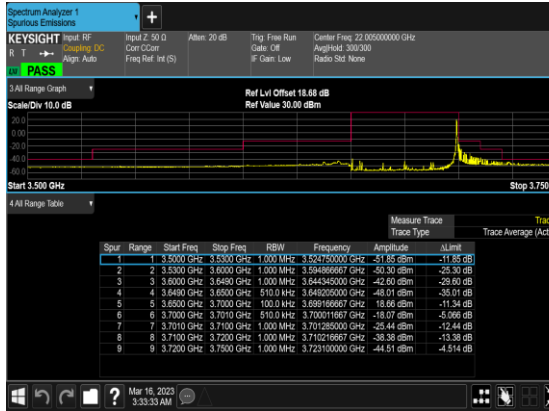 Spectrum Analyzer 1
Spurious Emissions
KEYSIGHT Input: RF Input Z: 50 Ω Atten: 20 dB Trig: Free Run Center Freq: 22.005000000 GHz
R T Coupling: DC Corr CCorr Gate: Off Avg|Hold: 300/300
Align: Auto Freq Ref: Int (S) IF Gain: Low Radio Std: None
PASS
3 All Range Graph Ref Lvl Offset 18.68 dB
Scale/Div 10.0 dB Ref Value 30.00 dBm
20.0
0.00
-20.0
-40.0
-60.0
Start 3.500 GHz Stop 3.750
4 All Range Table
Measure Trace Trac
Trace Type Trace Average (Act
Spur Range Start Freq Stop Freq RBW Frequency Amplitude ΔLimit
1 1 3.5000 GHz 3.5300 GHz 1.000 MHz 3.524750000 GHz -51.85 dBm -11.85 dB
2 2 3.5300 GHz 3.6000 GHz 1.000 MHz 3.594866667 GHz -50.30 dBm -25.30 dB
3 3 3.6000 GHz 3.6490 GHz 1.000 MHz 3.644345000 GHz -42.60 dBm -29.60 dB
4 4 3.6490 GHz 3.6500 GHz 510.0 kHz 3.649205000 GHz -48.01 dBm -35.01 dB
5 5 3.6500 GHz 3.7000 GHz 100.0 kHz 3.699166667 GHz 18.66 dBm -11.34 dB
6 6 3.7000 GHz 3.7010 GHz 510.0 kHz 3.700011667 GHz -18.07 dBm -5.066 dB
7 7 3.7010 GHz 3.7100 GHz 1.000 MHz 3.701285000 GHz -25.44 dBm -12.44 dB
8 8 3.7100 GHz 3.7200 GHz 1.000 MHz 3.710216667 GHz -38.38 dBm -13.38 dB
9 9 3.7200 GHz 3.7500 GHz 1.000 MHz 3.723100000 GHz -44.51 dBm -4.514 dB
Mar 16, 2023
3:33:33 AM